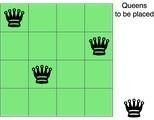 Queens
to be placed